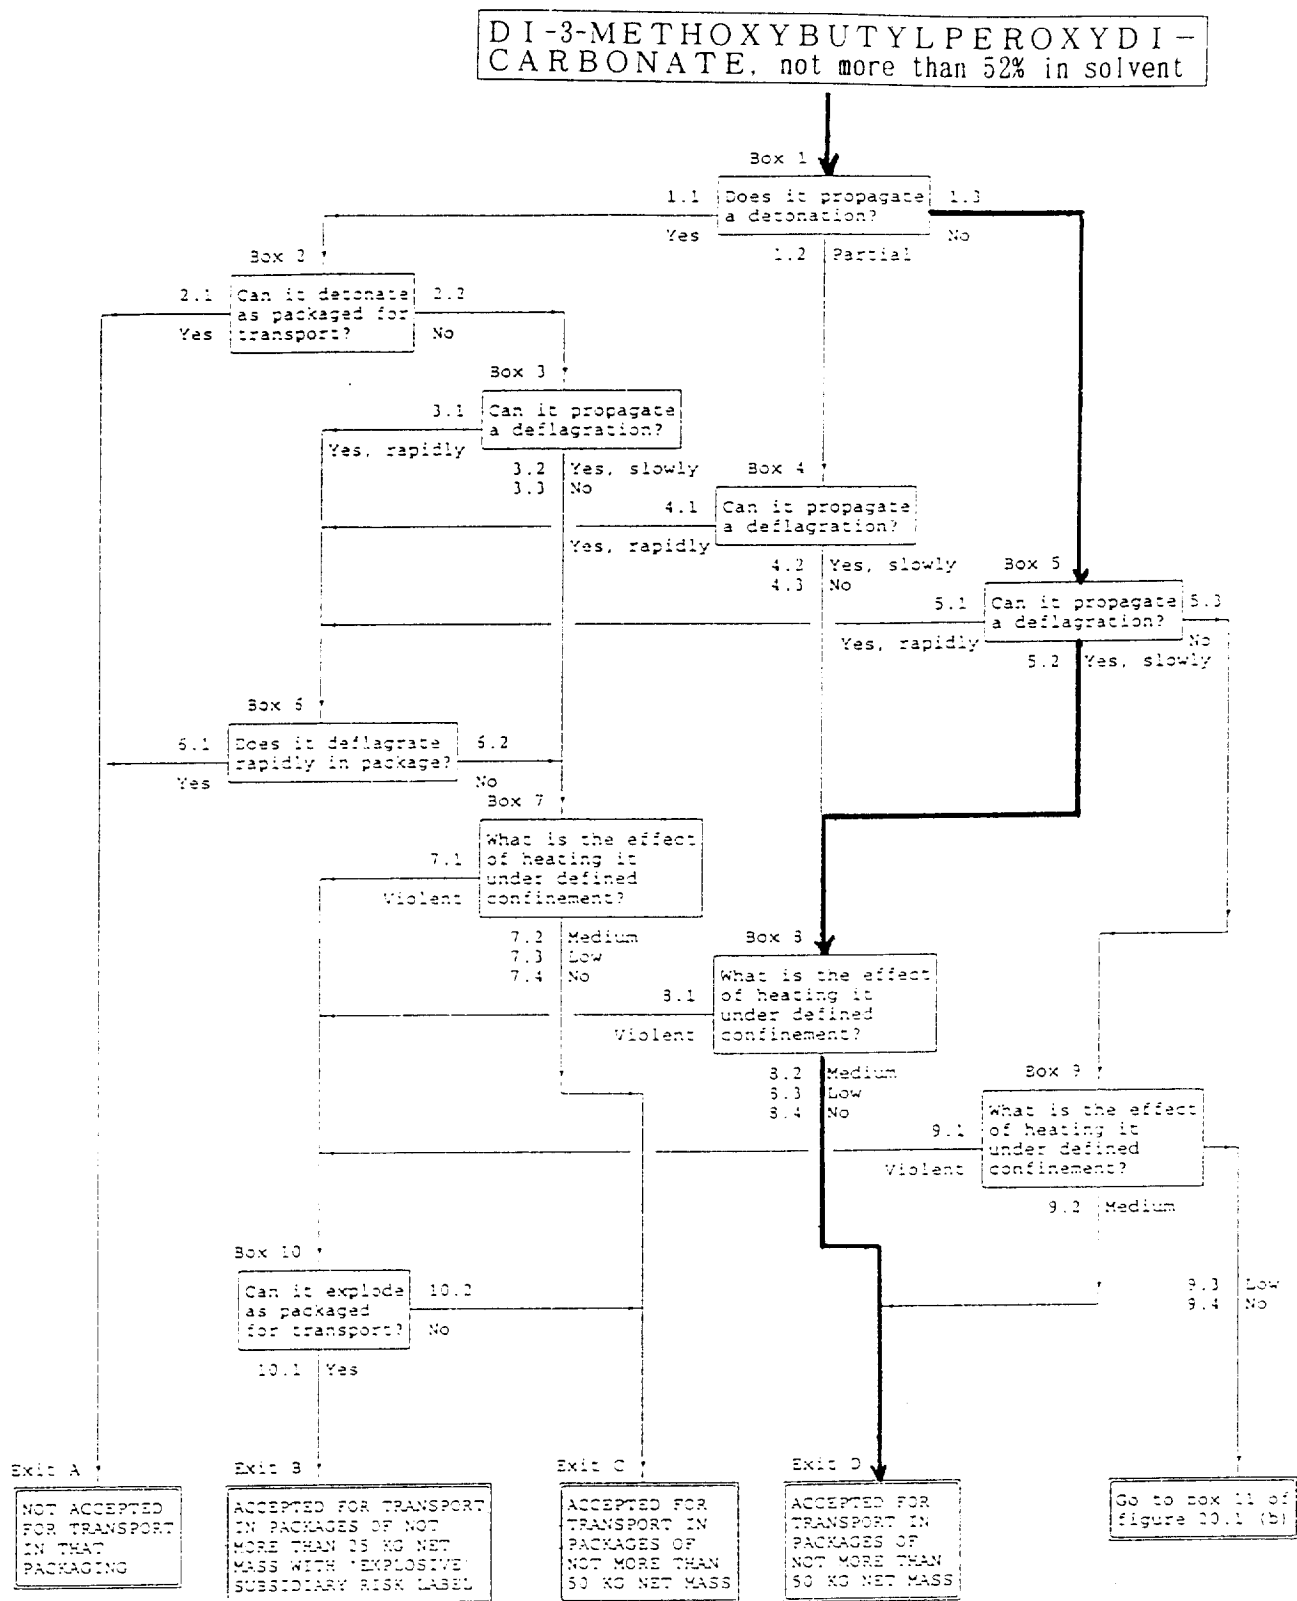 DI-3-METHOXYBUTYLPEROXYDI-
CARBONATE, not more than 52% in solvent
Box 1
1.1
Does it propagate
a detonation?
1.3
Yes
No
1.2 Partial
Box 2
2.1
Can it detonate
as packaged for
transport?
2.2
Yes
No
Box 3
3.1
Can it propagate
a deflagration?
Yes, rapidly
3.2 Yes, slowly
3.3 No
Box 4
4.1
Can it propagate
a deflagration?
Yes, rapidly
4.2 Yes, slowly
4.3 No
Box 5
5.1
Can it propagate
a deflagration?
5.3
Yes, rapidly
No
5.2 Yes, slowly
Box 6
6.1
Does it deflagrate
rapidly in package?
6.2
Yes
No
Box 7
7.1
What is the effect
of heating it
under defined
confinement?
Violent
7.2 Medium
7.3 Low
7.4 No
Box 8
8.1
What is the effect
of heating it
under defined
confinement?
Violent
8.2 Medium
8.3 Low
8.4 No
Box 9
9.1
What is the effect
of heating it
under defined
confinement?
Violent
9.2 Medium
9.3 Low
9.4 No
Box 10
Can it explode
as packaged
for transport?
10.2
No
10.1 Yes
Exit A
NOT ACCEPTED
FOR TRANSPORT
IN THAT
PACKAGING
Exit B
ACCEPTED FOR TRANSPORT
IN PACKAGES OF NOT
MORE THAN 25 KG NET
MASS WITH "EXPLOSIVE"
SUBSIDIARY RISK LABEL
Exit C
ACCEPTED FOR
TRANSPORT IN
PACKAGES OF
NOT MORE THAN
50 KG NET MASS
Exit D
ACCEPTED FOR
TRANSPORT IN
PACKAGES OF
NOT MORE THAN
50 KG NET MASS
Go to box 11 of
figure 20.1 (b)